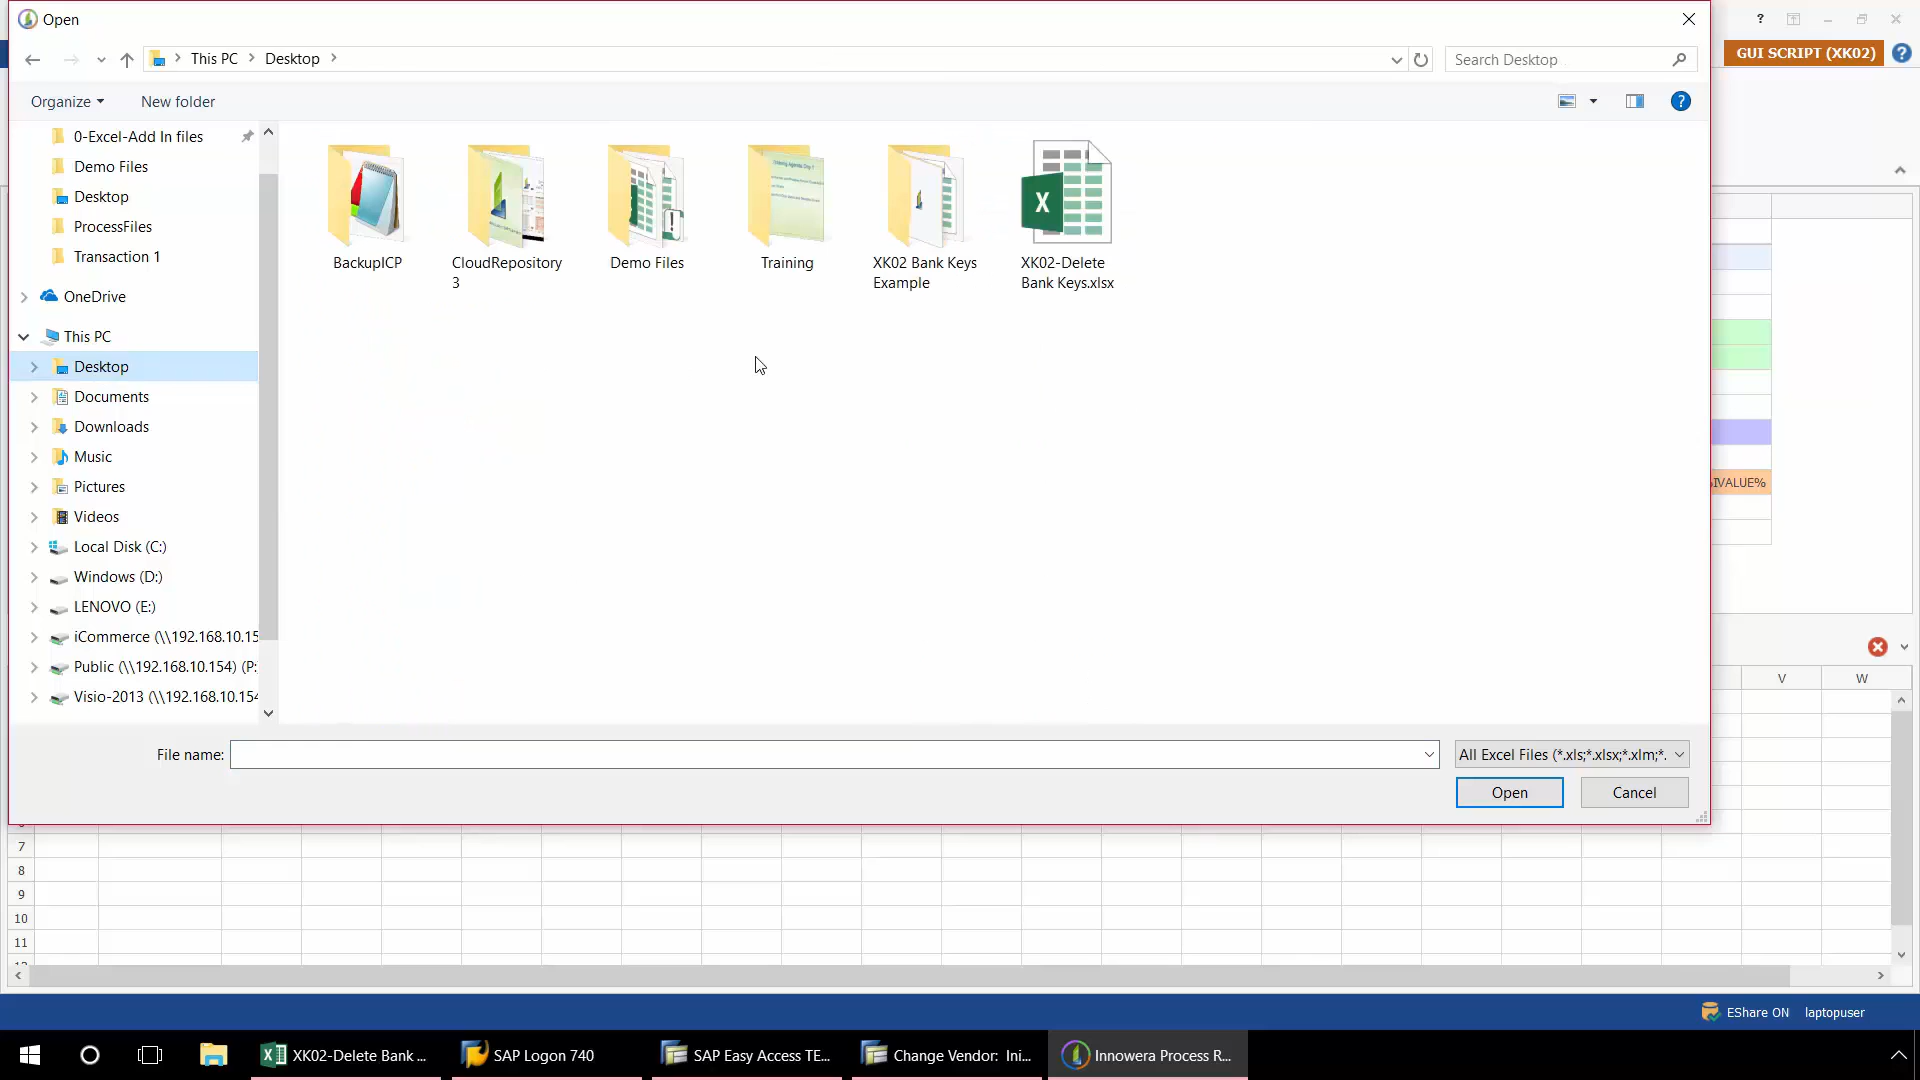 Open
?
GUI SCRIPT (XK02)
This PC
Desktop
Search Desktop
Organize
New folder
0-Excel-Add In files
Demo Files
Desktop
ProcessFiles
Transaction 1
OneDrive
This PC
Desktop
Documents
Downloads
Music
Pictures
Videos
Local Disk (C:)
Windows (D:)
LENOVO (E:)
iCommerce (\\192.168.10.15
Public (\\192.168.10.154) (P:
Visio-2013 (\\192.168.10.154
BackupICP
CloudRepository
3
Demo Files
Training
XK02 Bank Keys
Example
XK02-Delete
Bank Keys.xlsx
IVALUE%
V
W
File name:
All Excel Files (*.xls;*.xlsx;*.xlm;*.
Open
Cancel
7
8
9
10
11
EShare ON
laptopuser
XK02-Delete Bank ...
SAP Logon 740
SAP Easy Access TE...
Change Vendor: Ini...
Innowera Process R...